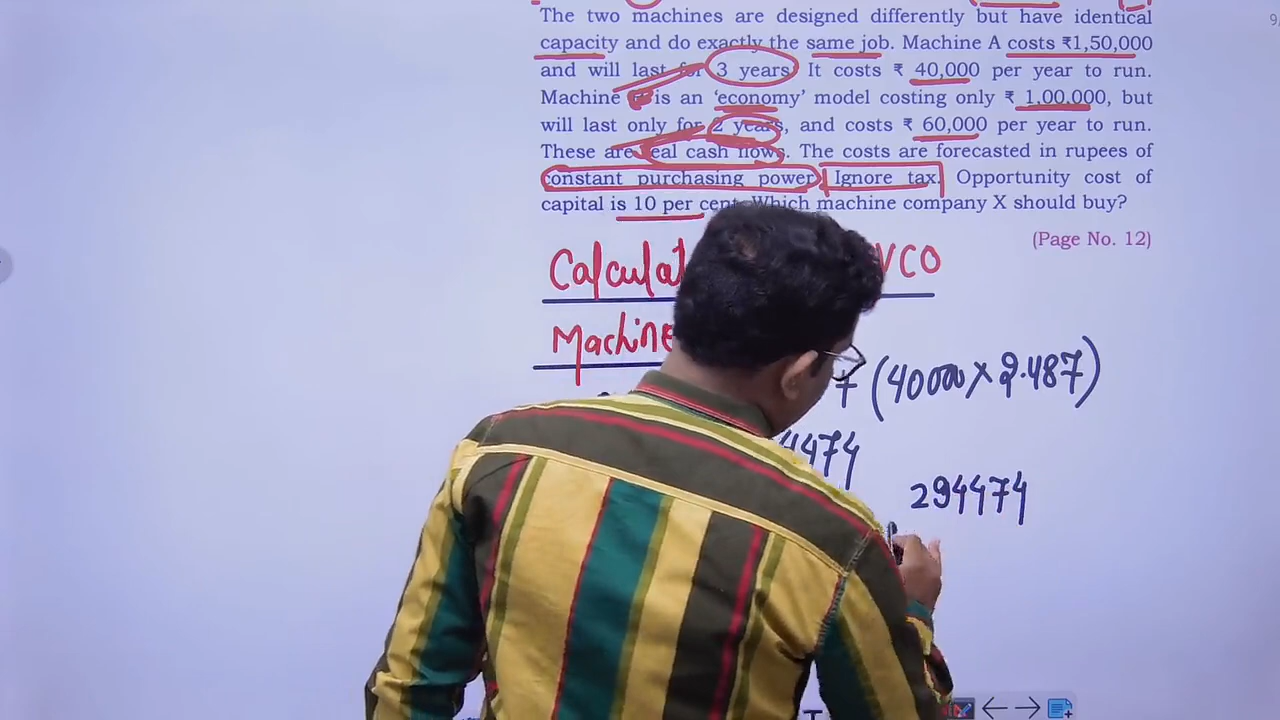 The two machines are designed differently but have identical
capacity and do exactly the same job. Machine A costs ₹1,50,000
and will last for 3 years. It costs ₹ 40,000 per year to run.
Machine is an ‘economy’ model costing only ₹ 1,00,000, but
will last only for 2 years, and costs ₹ 60,000 per year to run.
These are real cash flows. The costs are forecasted in rupees of
constant purchasing power. Ignore tax. Opportunity cost of
capital is 10 per cent. Which machine company X should buy?
(Page No. 12)
VCO
Machine
+ (40000 × 2.487)
4474
294474
9